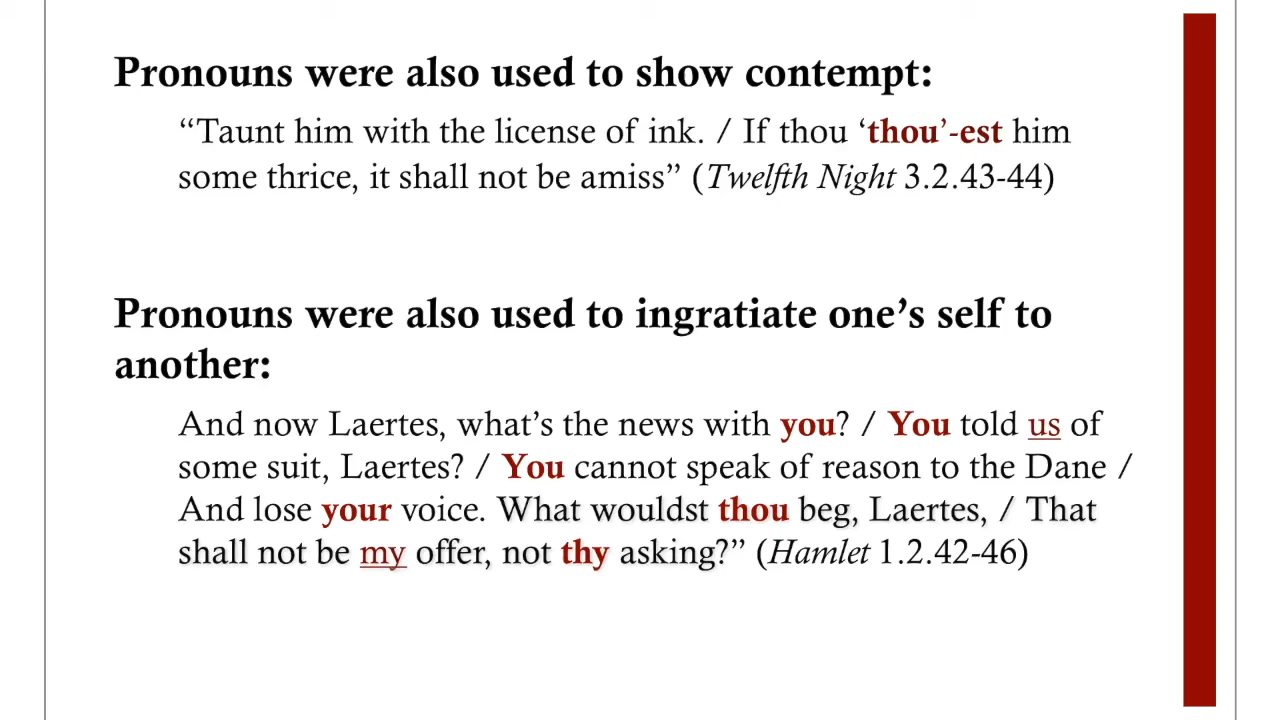 Pronouns were also used to show contempt:
“Taunt him with the license of ink. / If thou ‘thou’-est him
some thrice, it shall not be amiss” (Twelfth Night 3.2.43-44)
Pronouns were also used to ingratiate one’s self to
another:
And now Laertes, what’s the news with you? / You told us of
some suit, Laertes? / You cannot speak of reason to the Dane /
And lose your voice. What wouldst thou beg, Laertes, / That
shall not be my offer, not thy asking?” (Hamlet 1.2.42-46)